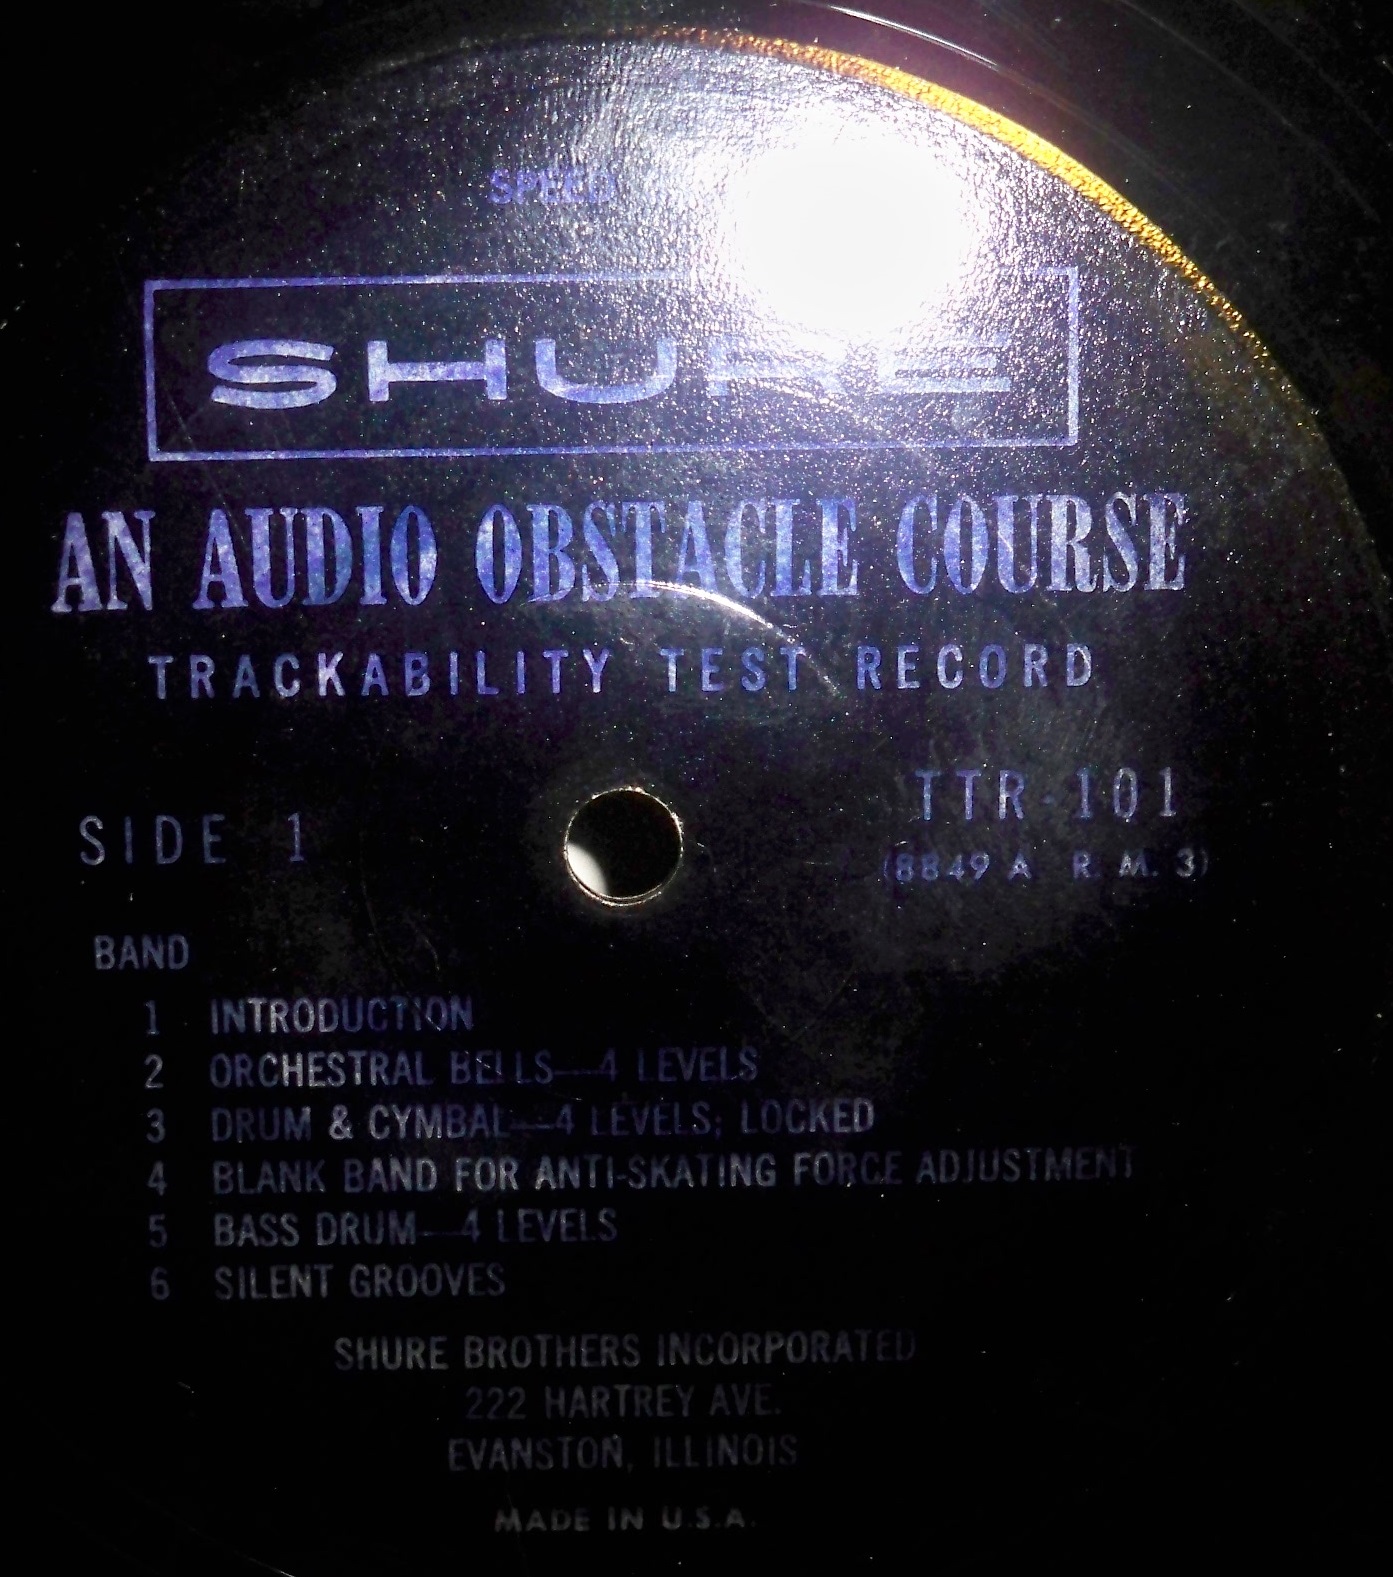 SPEED
SHURE
AN AUDIO OBSTACLE COURSE
TRACKABILITY TEST RECORD
SIDE 1
TTR-101
(8849 A R. M. 3)
BAND
1 INTRODUCTION
2 ORCHESTRAL BELLS—4 LEVELS
3 DRUM & CYMBAL—4 LEVELS; LOCKED
4 BLANK BAND FOR ANTI-SKATING FORCE ADJUSTMENT
5 BASS DRUM—4 LEVELS
6 SILENT GROOVES
SHURE BROTHERS INCORPORATED
222 HARTREY AVE.
EVANSTON, ILLINOIS
MADE IN U.S.A.